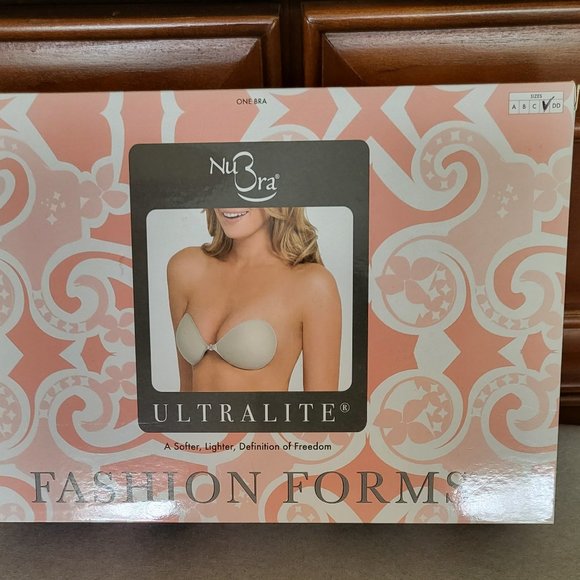 ONE BRA
SIZES
A B C DD
NuBra®
ULTRALITE®
A Softer, Lighter, Definition of Freedom
FASHION FORMS